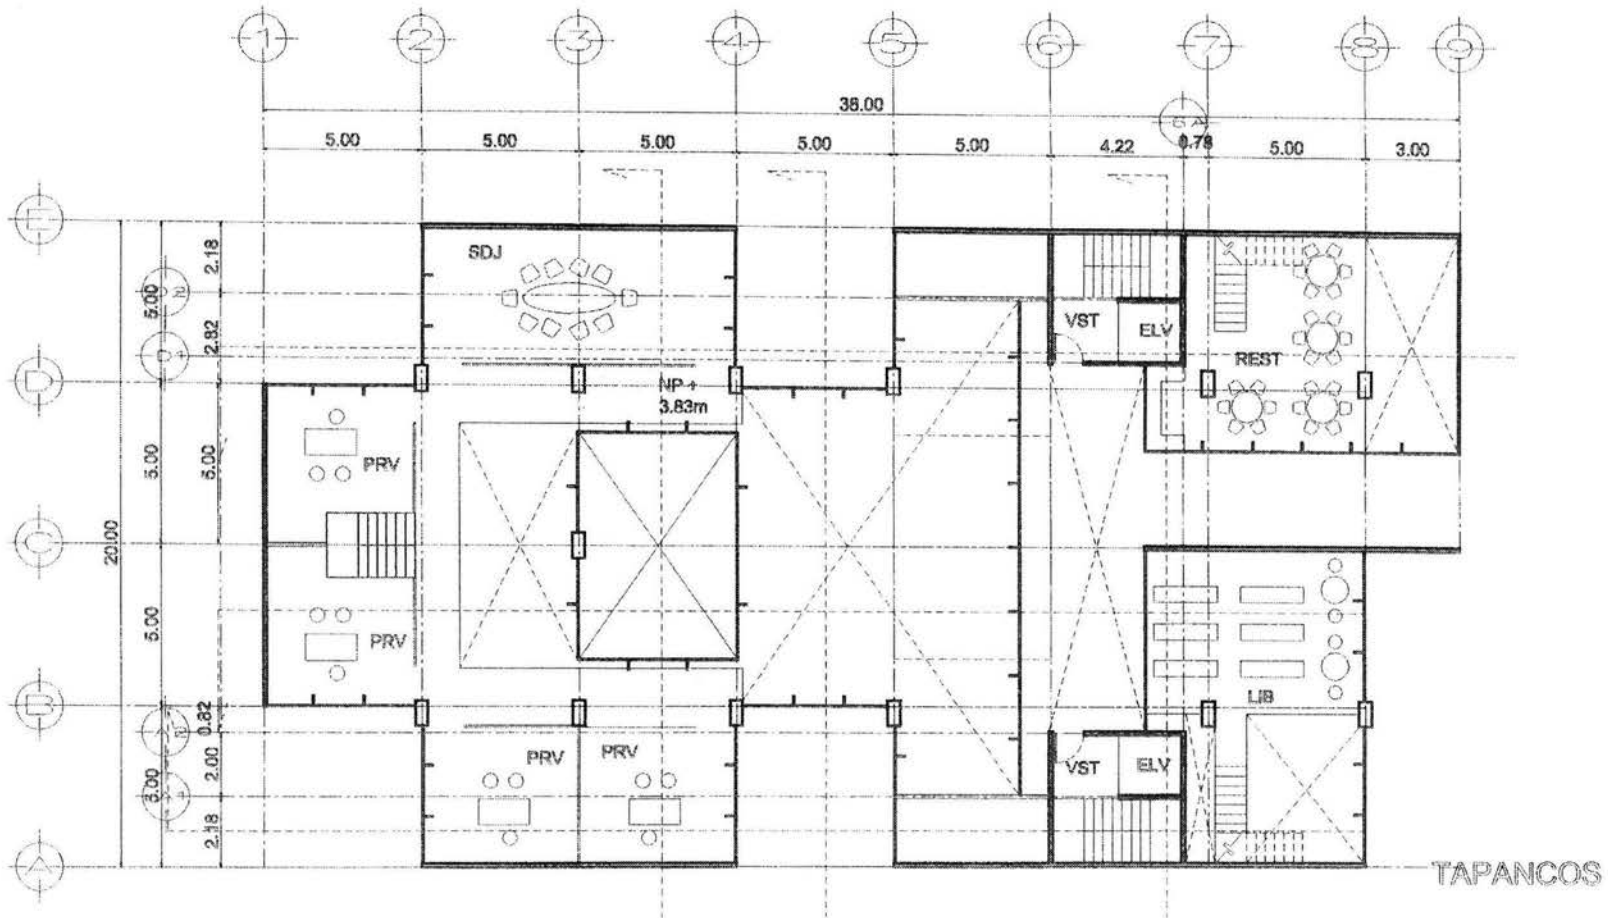 1 2 3 4 5 6 7 8 9
38.00
6A
5.00 5.00 5.00 5.00 5.00 4.22 0.78 5.00 3.00
E
2.18
SDJ
5.00
VST ELV
2.82
REST
D
NP +
3.83m
PRV
5.00 5.00
C
20.00
5.00
PRV
LIB
B
0.82
PRV PRV
VST ELV
2.00
5.00
2.18
A
TAPANCOS